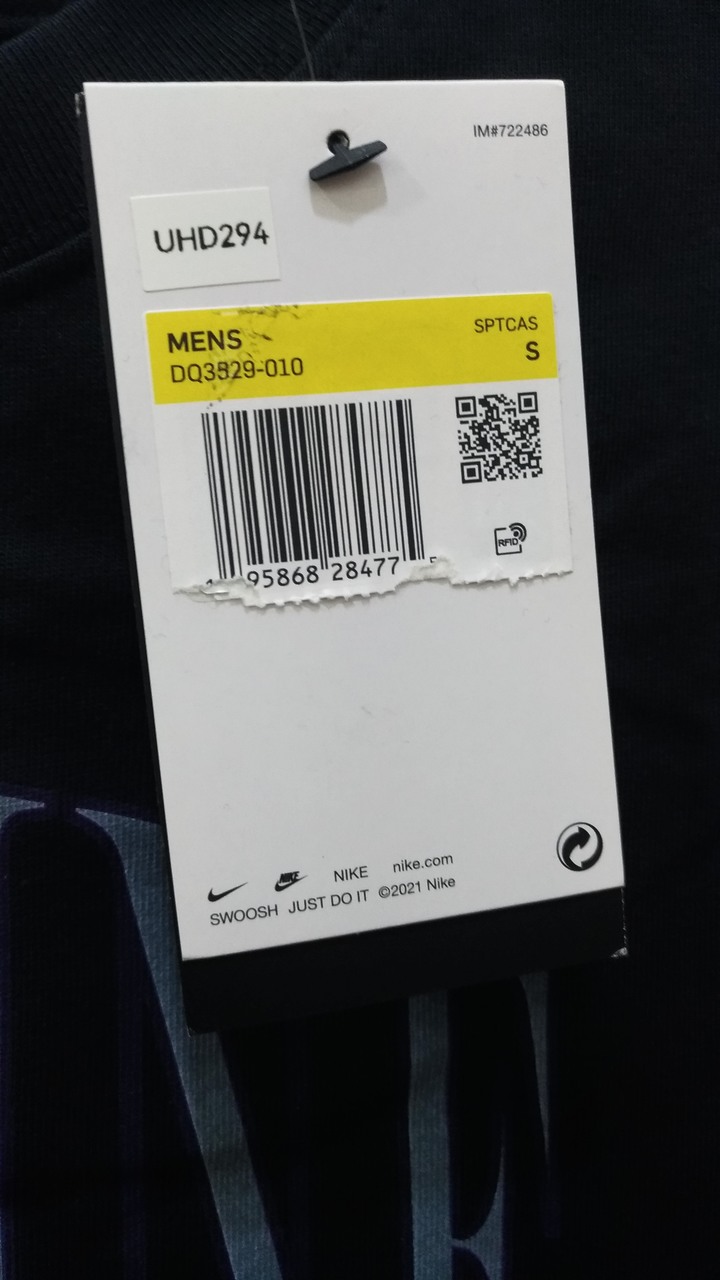 IM#722486
UHD294
MENS
SPTCAS
DQ3529-010
S
RFID
95868 28477
NIKE
NIKE nike.com
SWOOSH JUST DO IT ©2021 Nike